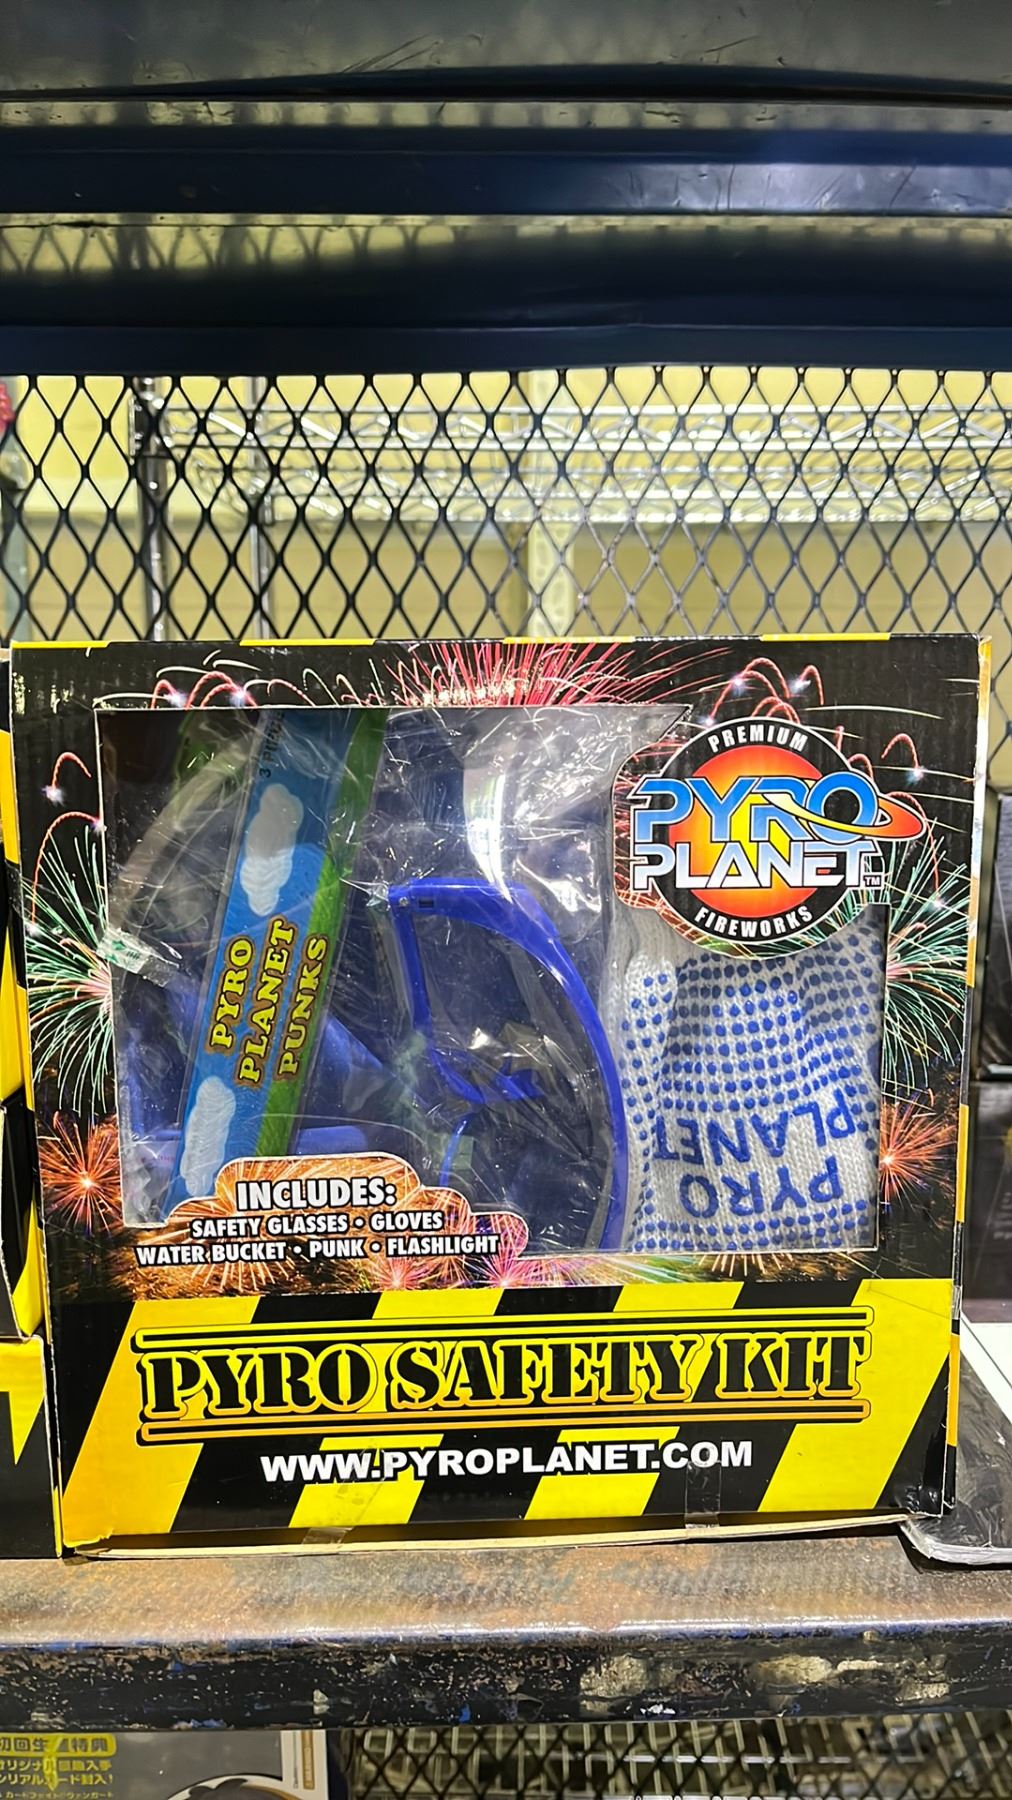 PREMIUM
PYRO
PLANET™
FIREWORKS
PYRO
PLANET
PUNKS
PYRO
PLANET
INCLUDES:
SAFETY GLASSES • GLOVES
WATER BUCKET • PUNK • FLASHLIGHT
PYRO SAFETY KIT
WWW.PYROPLANET.COM